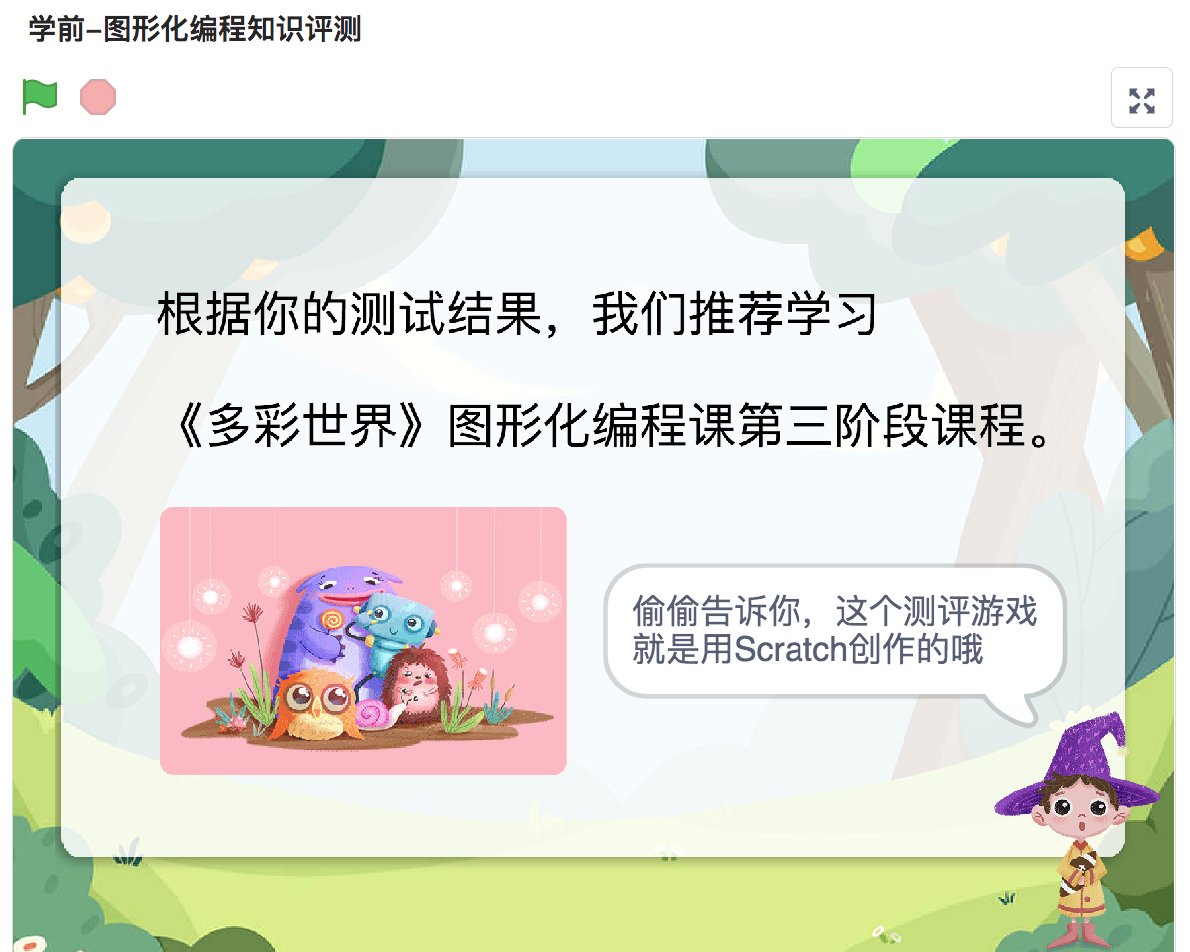 学前–图形化编程知识评测
根据你的测试结果，我们推荐学习
《多彩世界》图形化编程课第三阶段课程。
偷偷告诉你，这个测评游戏
就是用Scratch创作的哦